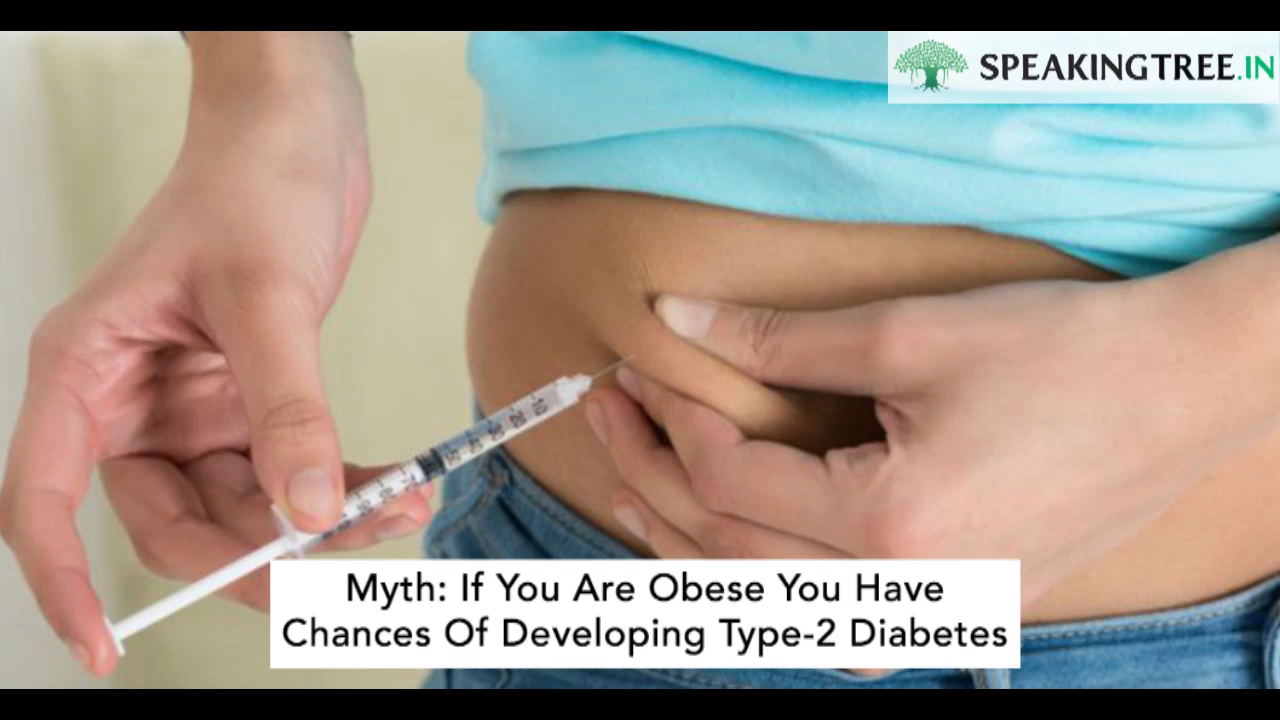 SPEAKINGTREE.IN
Myth: If You Are Obese You Have
Chances Of Developing Type-2 Diabetes